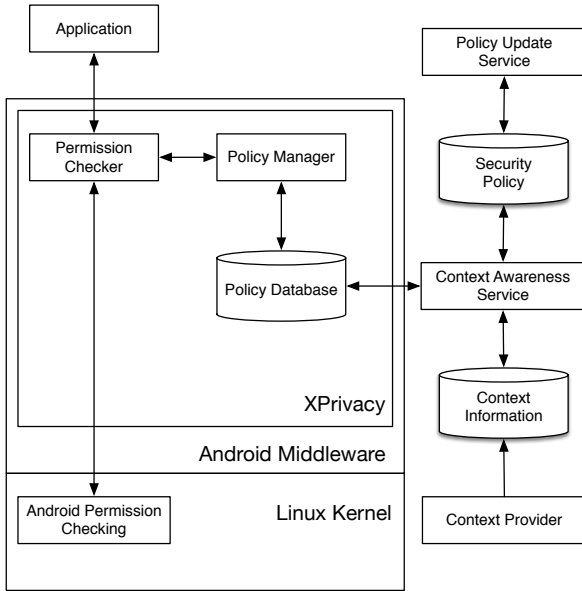 Application
Policy Update
Service
Permission
Checker
Policy Manager
Security
Policy
Policy Database
Context Awareness
Service
XPrivacy
Context
Information
Android Middleware
Android Permission
Checking
Linux Kernel
Context Provider